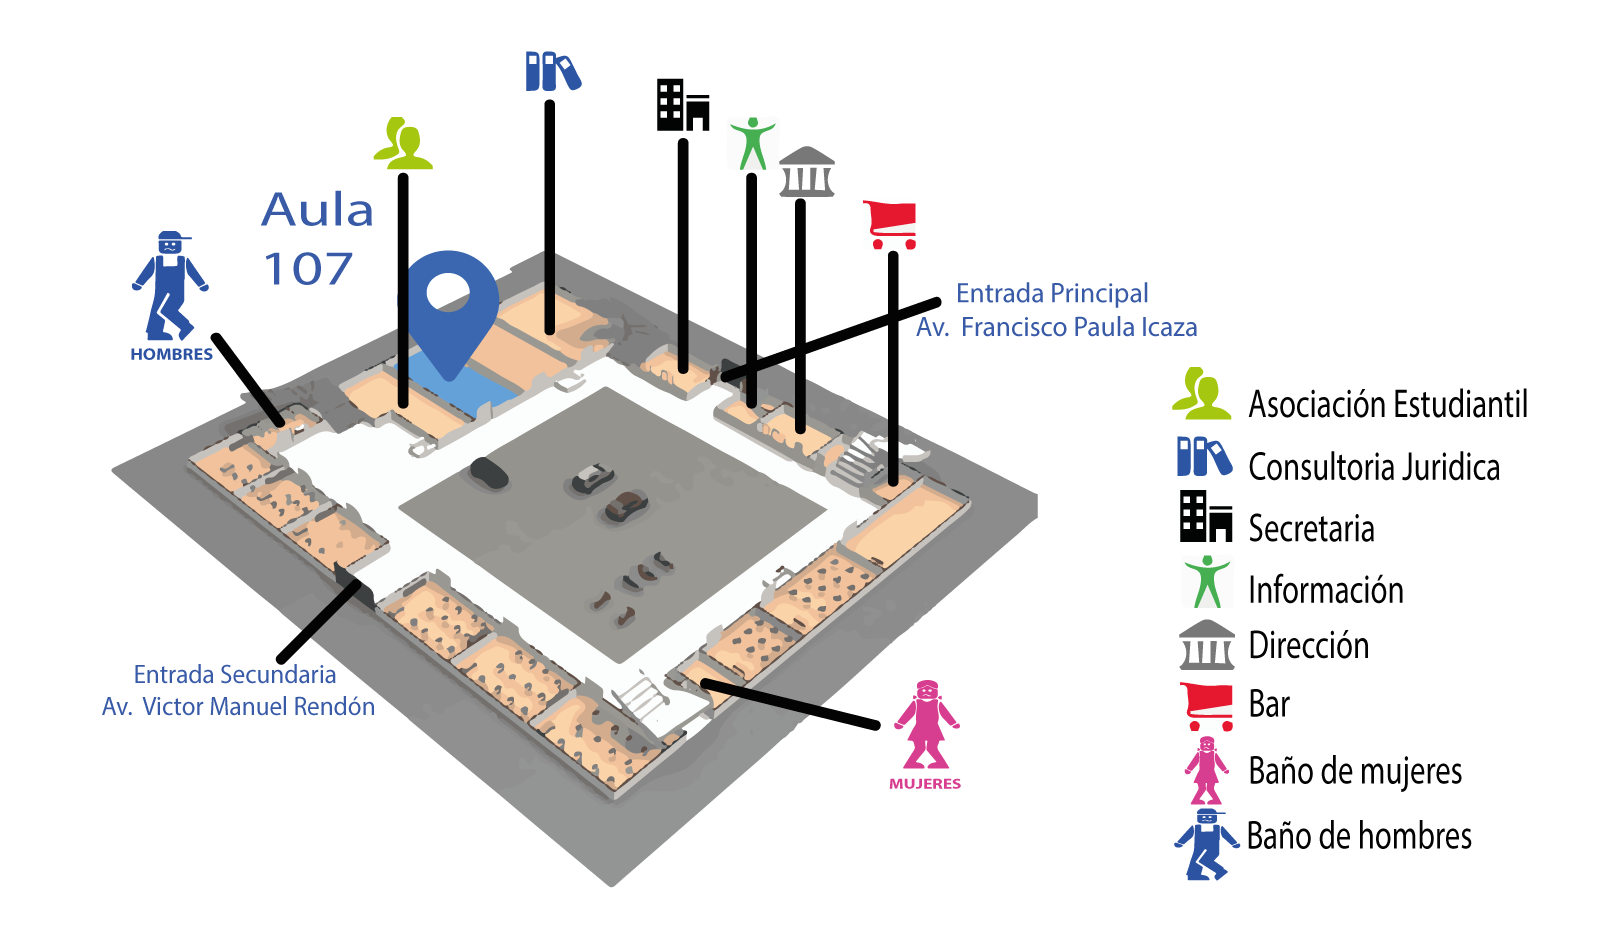 Aula
107
HOMBRES
Entrada Principal
Av. Francisco Paula Icaza
Entrada Secundaria
Av. Victor Manuel Rendón
MUJERES
Asociación Estudiantil
Consultoria Juridica
Secretaria
Información
Dirección
Bar
Baño de mujeres
Baño de hombres